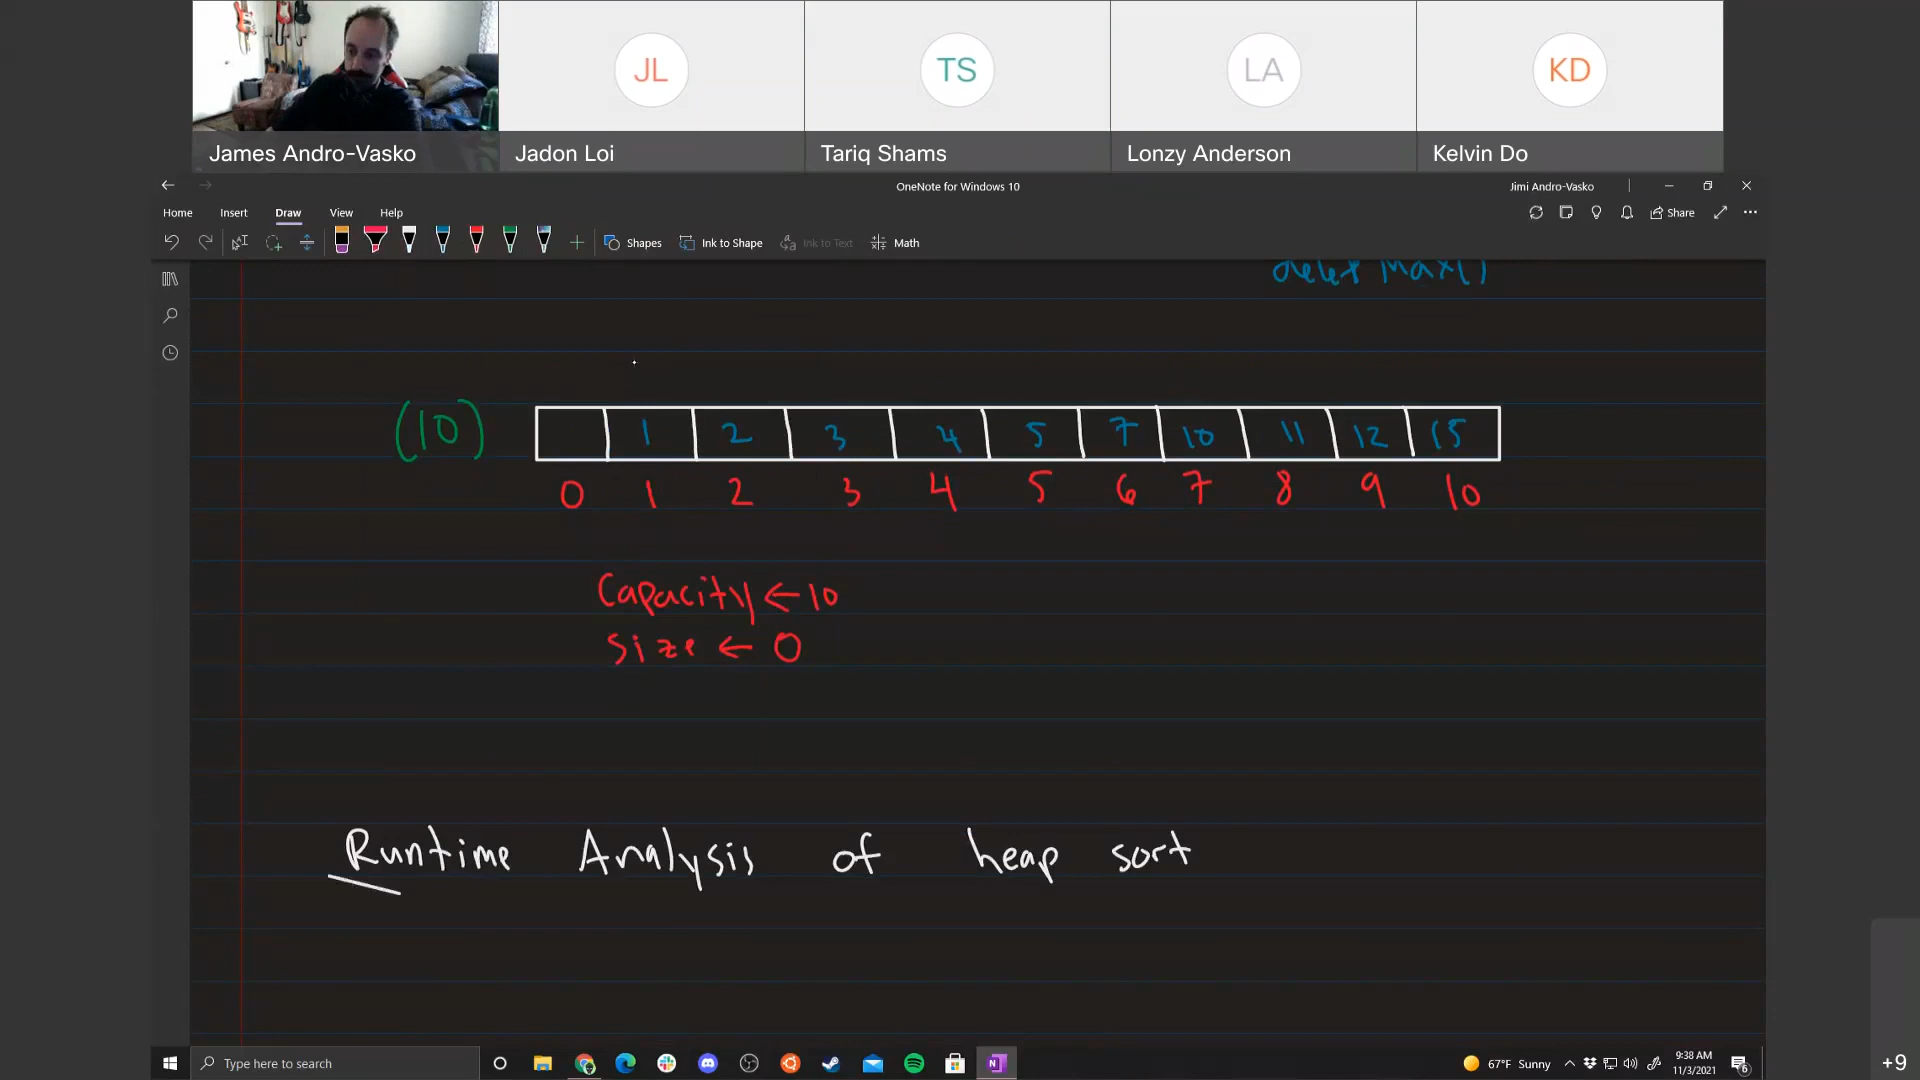 JL
TS
LA
KD
James Andro-Vasko
Jadon Loi
Tariq Shams
Lonzy Anderson
Kelvin Do
OneNote for Windows 10
Jimi Andro-Vasko
Home Insert Draw View Help
Share
Shapes Ink to Shape Ink to Text Math
(10) 1 2 3 4 5 7 10 11 12 15
0 1 2 3 4 5 6 7 8 9 10
Capacity ← 10
Size ← 0
Runtime Analysis of heap sort
Type here to search
67°F Sunny
9:38 AM
11/3/2021
6
+9